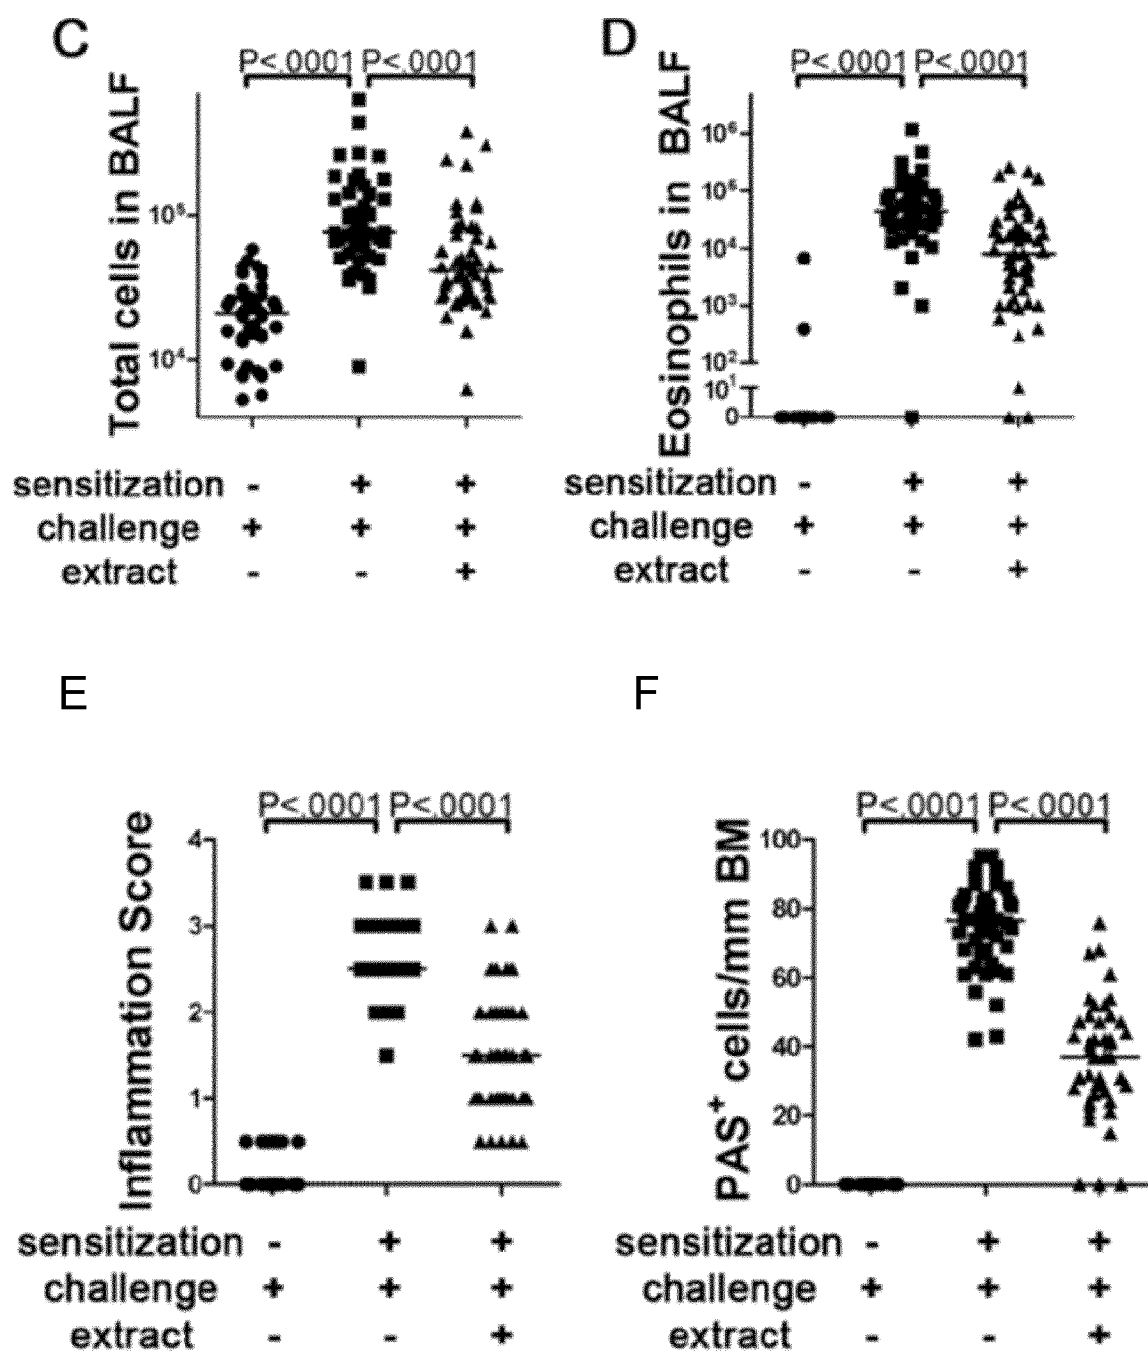 C
P<.0001 P<.0001
Total cells in BALF
10⁵
10⁴
sensitization - + +
challenge + + +
extract - - +
D
P<.0001 P<.0001
Eosinophils in BALF
10⁶
10⁵
10⁴
10³
10²
10¹
0
sensitization - + +
challenge + + +
extract - - +
E
P<.0001 P<.0001
Inflammation Score
4
3
2
1
0
sensitization - + +
challenge + + +
extract - - +
F
P<.0001 P<.0001
PAS⁺ cells/mm BM
100
80
60
40
20
0
sensitization - + +
challenge + + +
extract - - +